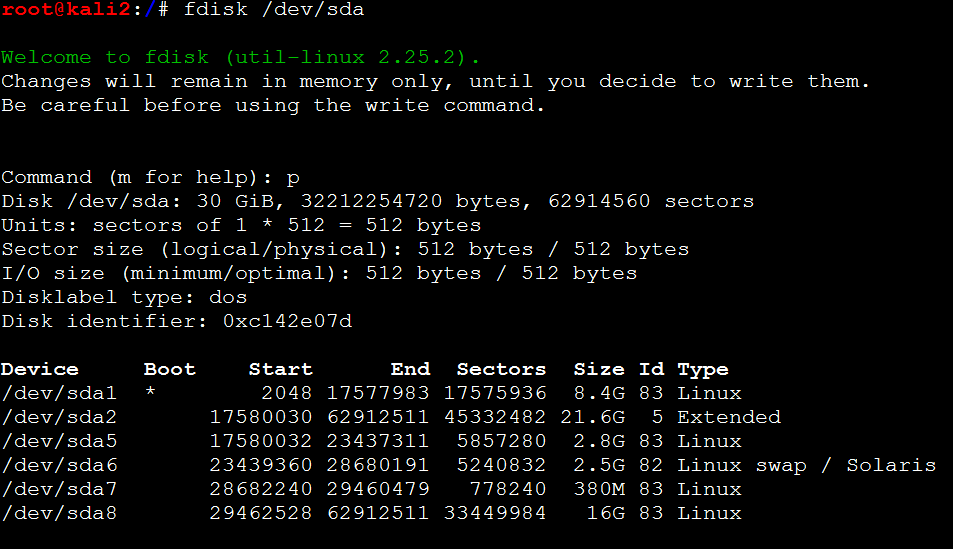 root@kali2:/# fdisk /dev/sda
Welcome to fdisk (util-linux 2.25.2).
Changes will remain in memory only, until you decide to write them.
Be careful before using the write command.
Command (m for help): p
Disk /dev/sda: 30 GiB, 32212254720 bytes, 62914560 sectors
Units: sectors of 1 * 512 = 512 bytes
Sector size (logical/physical): 512 bytes / 512 bytes
I/O size (minimum/optimal): 512 bytes / 512 bytes
Disklabel type: dos
Disk identifier: 0xc142e07d
Device     Boot    Start      End  Sectors  Size Id Type
/dev/sda1  *        2048 17577983 17575936  8.4G 83 Linux
/dev/sda2       17580030 62912511 45332482 21.6G  5 Extended
/dev/sda5       17580032 23437311  5857280  2.8G 83 Linux
/dev/sda6       23439360 28680191  5240832  2.5G 82 Linux swap / Solaris
/dev/sda7       28682240 29460479   778240  380M 83 Linux
/dev/sda8       29462528 62912511 33449984   16G 83 Linux